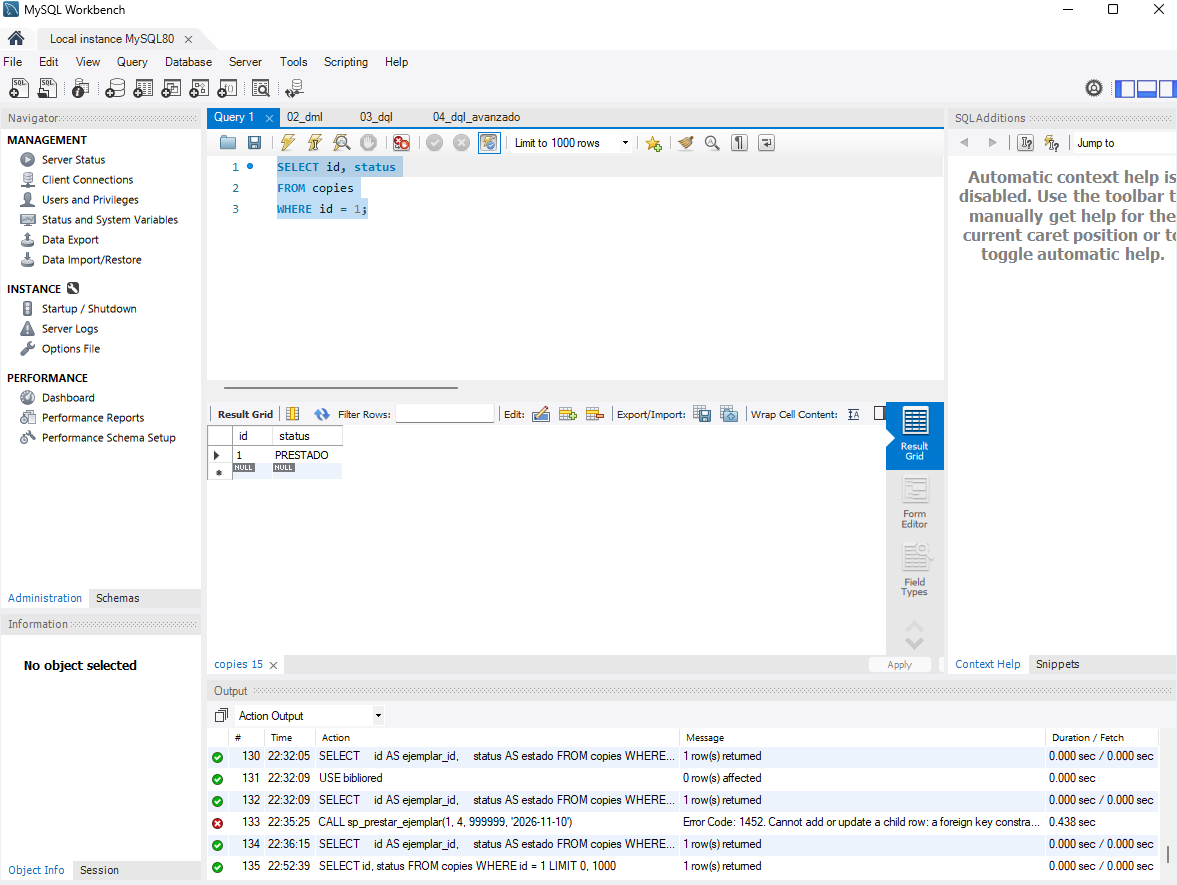 MySQL Workbench
Local instance MySQL80
File Edit View Query Database Server Tools Scripting Help
Navigator
MANAGEMENT
Server Status
Client Connections
Users and Privileges
Status and System Variables
Data Export
Data Import/Restore
INSTANCE
Startup / Shutdown
Server Logs
Options File
PERFORMANCE
Dashboard
Performance Reports
Performance Schema Setup
Administration Schemas
Information
No object selected
Object Info Session
Query 1 02_dml 03_dql 04_dql_avanzado
Limit to 1000 rows
1 SELECT id, status
2 FROM copies
3 WHERE id = 1;
Result Grid Filter Rows: Edit: Export/Import: Wrap Cell Content:
id status
1 PRESTADO
NULL NULL
Result
Grid
Form
Editor
Field
Types
copies 15
Apply
SQLAdditions
Jump to
Automatic context help is
disabled. Use the toolbar t
manually get help for the
current caret position or to
toggle automatic help.
Context Help Snippets
Output
Action Output
# Time Action Message Duration / Fetch
130 22:32:05 SELECT id AS ejemplar_id, status AS estado FROM copies WHERE... 1 row(s) returned 0.000 sec / 0.000 sec
131 22:32:09 USE bibliored 0 row(s) affected 0.000 sec
132 22:32:09 SELECT id AS ejemplar_id, status AS estado FROM copies WHERE... 1 row(s) returned 0.000 sec / 0.000 sec
133 22:35:25 CALL sp_prestar_ejemplar(1, 4, 999999, '2026-11-10') Error Code: 1452. Cannot add or update a child row: a foreign key constra... 0.438 sec
134 22:36:15 SELECT id AS ejemplar_id, status AS estado FROM copies WHERE... 1 row(s) returned 0.000 sec / 0.000 sec
135 22:52:39 SELECT id, status FROM copies WHERE id = 1 LIMIT 0, 1000 1 row(s) returned 0.000 sec / 0.000 sec